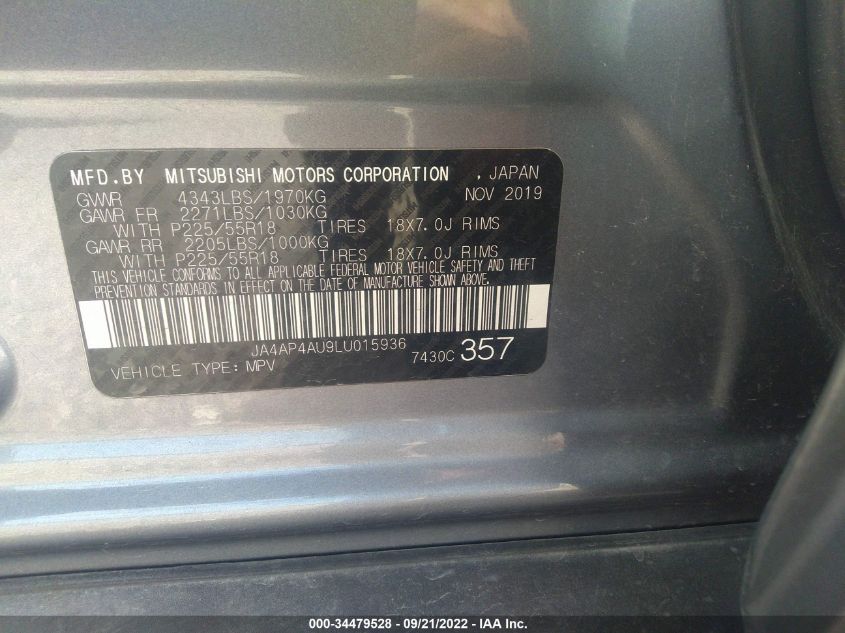 MFD.BY MITSUBISHI MOTORS CORPORATION , JAPAN
GVWR 4343LBS/1970KG NOV 2019
GAWR FR 2271LBS/1030KG
WITH P225/55R18 TIRES 18X7.0J RIMS
GAWR RR 2205LBS/1000KG
WITH P225/55R18 TIRES 18X7.0J RIMS
THIS VEHICLE CONFORMS TO ALL APPLICABLE FEDERAL MOTOR VEHICLE SAFETY AND THEFT
PREVENTION STANDARDS IN EFFECT ON THE DATE OF MANUFACTURE SHOWN ABOVE.
JA4AP4AU9LU015936 7430C 357
VEHICLE TYPE: MPV
000-34479528 / 09/21/2022 — IAA Inc.